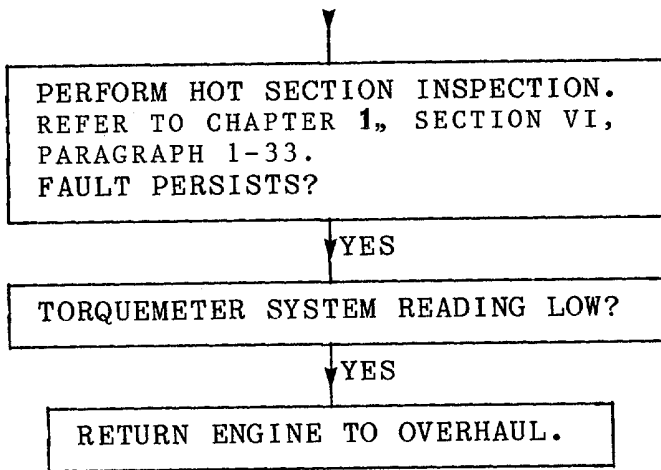 PERFORM HOT SECTION INSPECTION.
REFER TO CHAPTER 1,, SECTION VI,
PARAGRAPH 1-33.
FAULT PERSISTS?
YES
TORQUEMETER SYSTEM READING LOW?
YES
RETURN ENGINE TO OVERHAUL.